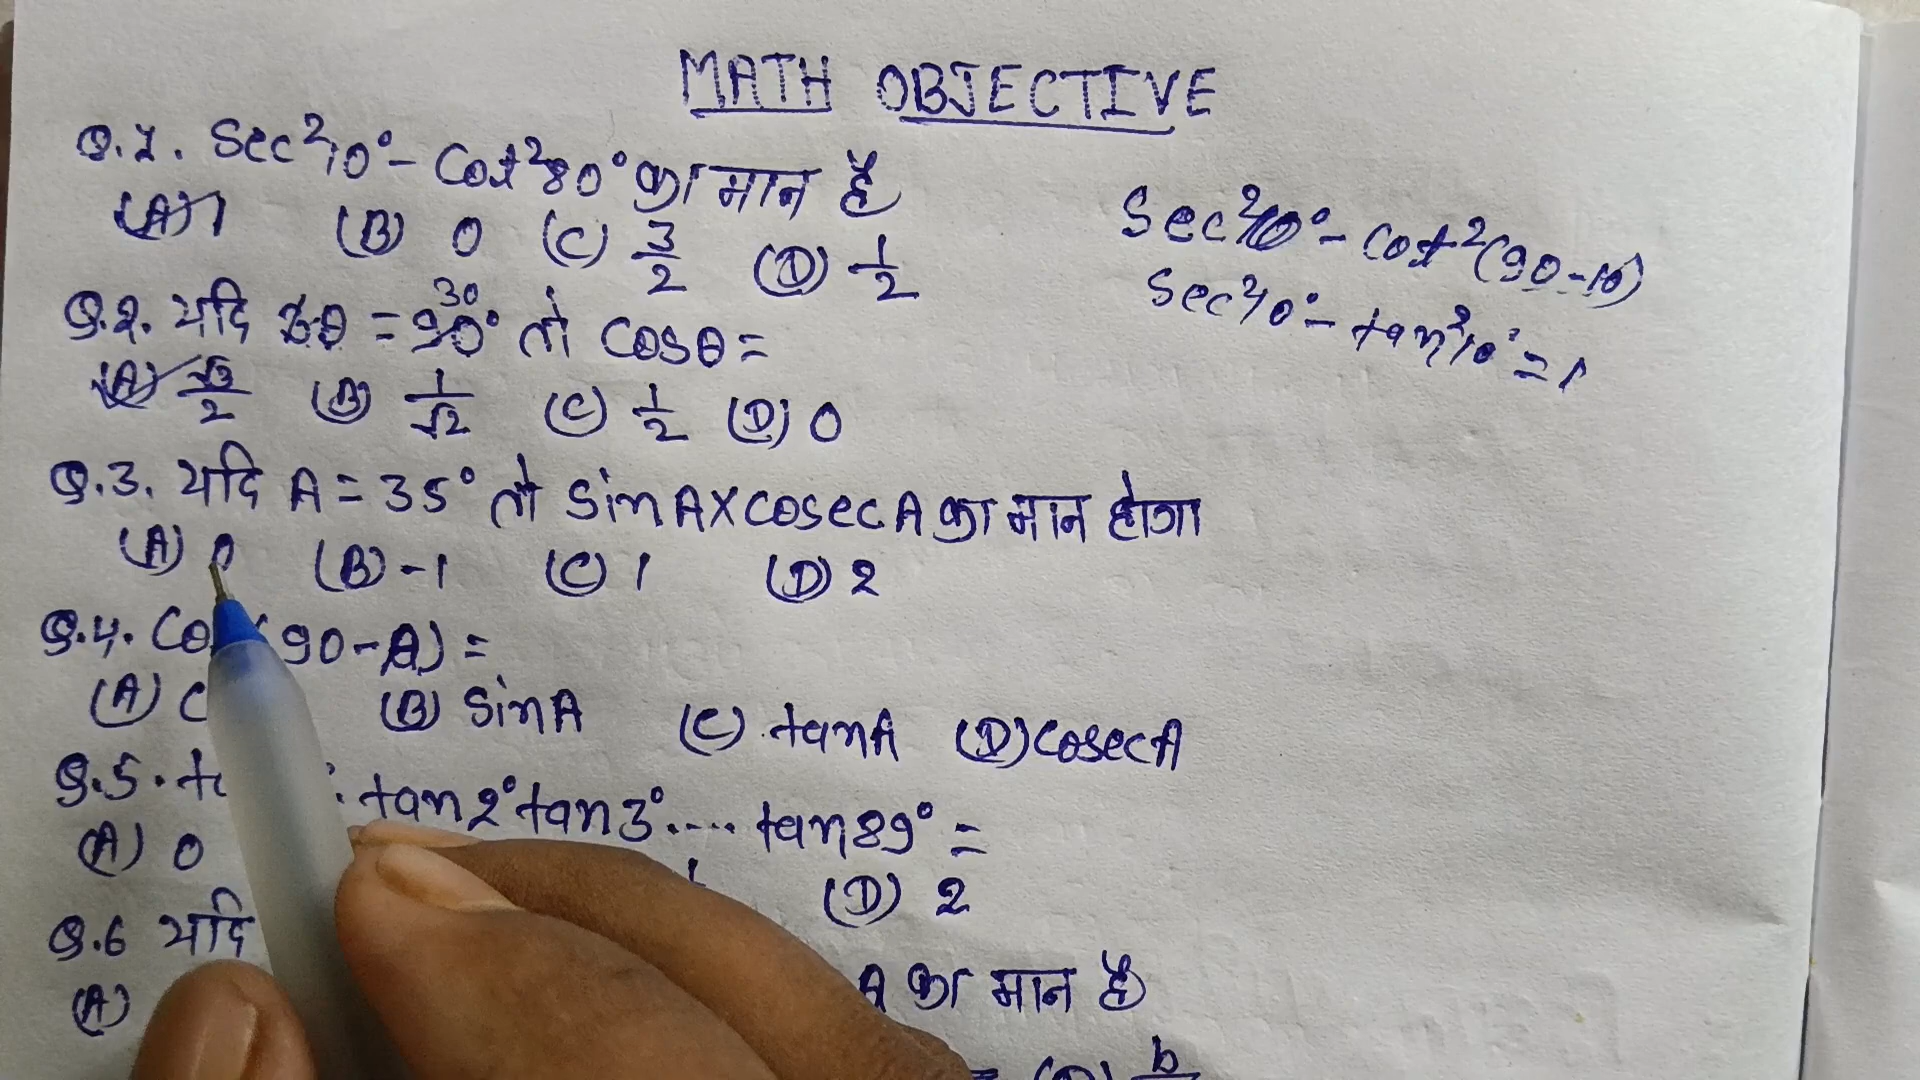 MATH OBJECTIVE
Q.1. Sec²10° - Cot²80° का मान है
(A) 1 (B) 0 (C) 3/2 (D) 1/2
Sec²10° - Cot²(90-10)
Sec²10° - tan²10° = 1
Q.2. यदि 3θ = 90° तो Cosθ =
30
(A) √3/2 (B) 1/√2 (C) 1/2 (D) 0
Q.3. यदि A = 35° तो SinA×CosecA का मान होगा
(A) 0 (B) -1 (C) 1 (D) 2
Q.4. (90-A) =
(A) (B) SinA (C) tanA (D) CosecA
Q.5. tan2° tan3° .... tan89° =
(A) 0 (D) 2
Q.6 यदि A का मान है
(A) (D) b